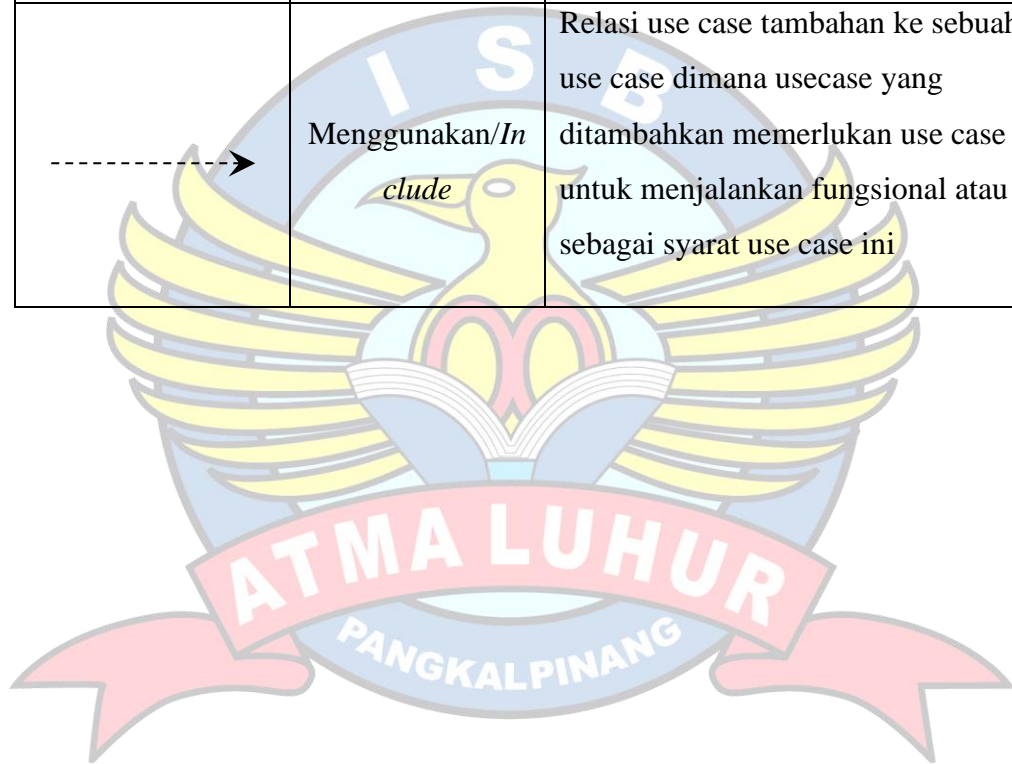 Relasi use case tambahan ke sebuah
use case dimana usecase yang
Menggunakan/In
ditambahkan memerlukan use case
clude
untuk menjalankan fungsional atau
sebagai syarat use case ini
ISB
ATMA LUHUR
PANGKALPINANG